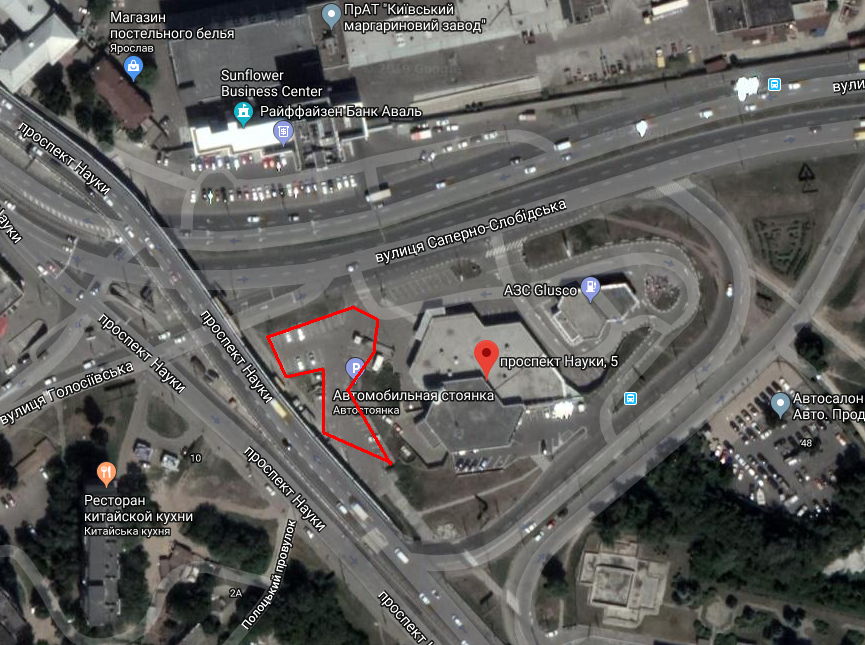 Магазин
постельного белья
Ярослав
ПрАТ "Київський
маргариновий завод"
Sunflower
Business Center
Райффайзен Банк Аваль
вули
проспект Науки
Науки
вулиця Саперно-Слобідська
АЗС Glusco
проспект Науки
проспект Науки
проспект Науки, 5
вулиця Голосіївська
P
Автомобильная стоянка
Автостоянка
Автосалон
Авто. Прод
48
10
проспект Науки
Ресторан
китайской кухни
Китайська кухня
Полоцький провулок
2А
проспект